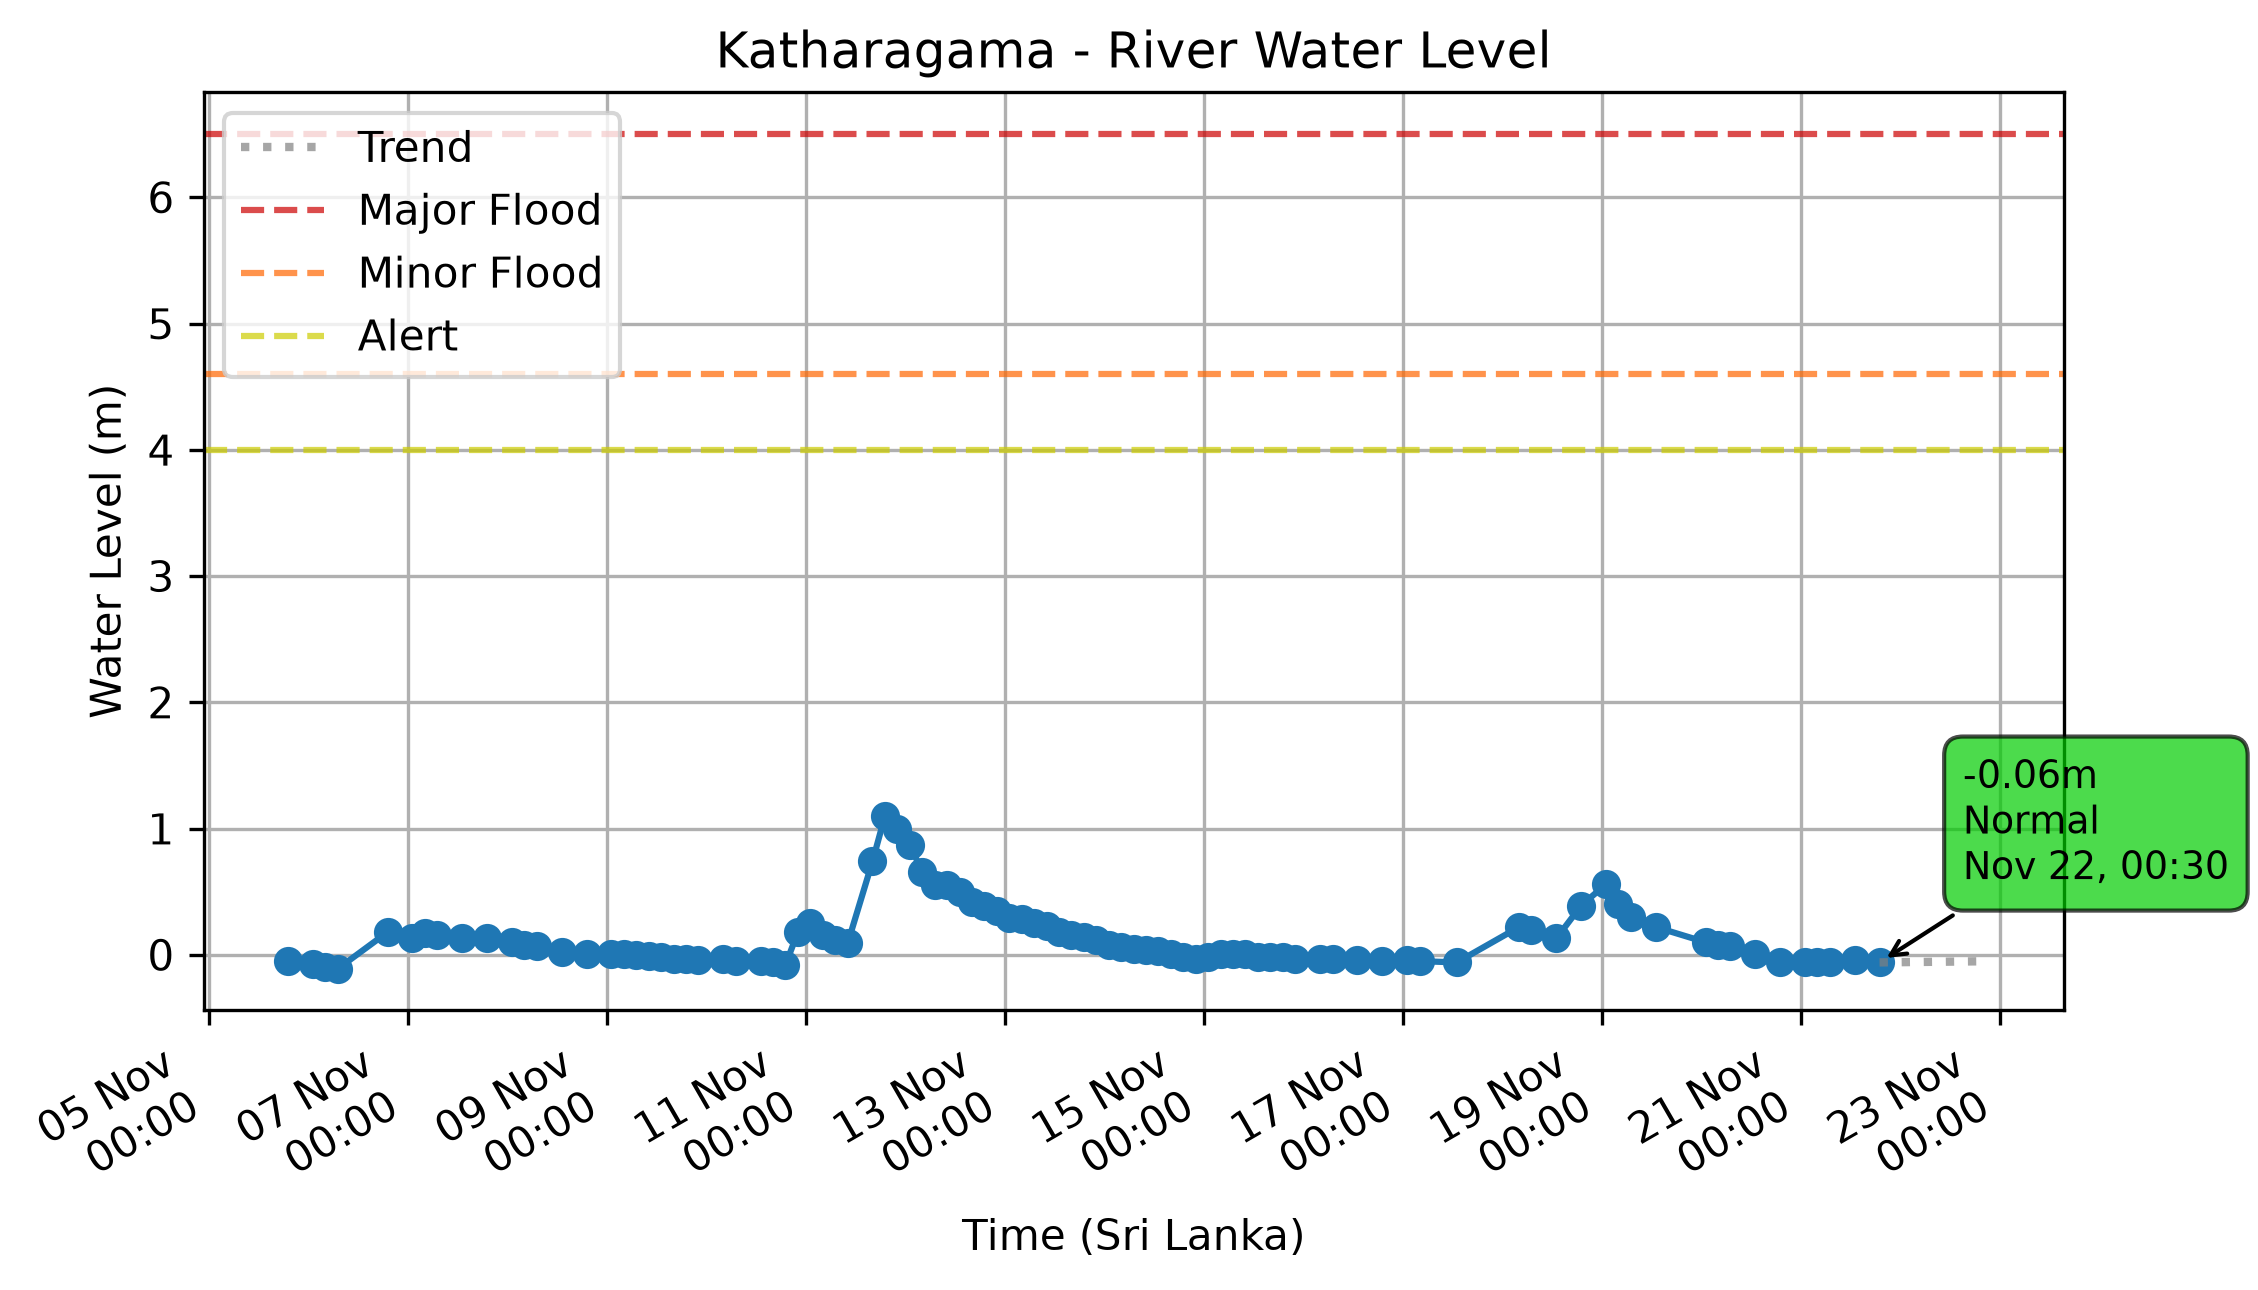 Katharagama - River Water Level
Trend
Major Flood
Minor Flood
Alert
Water Level (m)
6
5
4
3
2
1
0
-0.06m
Normal
Nov 22, 00:30
05 Nov
00:00
07 Nov
00:00
09 Nov
00:00
11 Nov
00:00
13 Nov
00:00
15 Nov
00:00
17 Nov
00:00
19 Nov
00:00
21 Nov
00:00
23 Nov
00:00
Time (Sri Lanka)